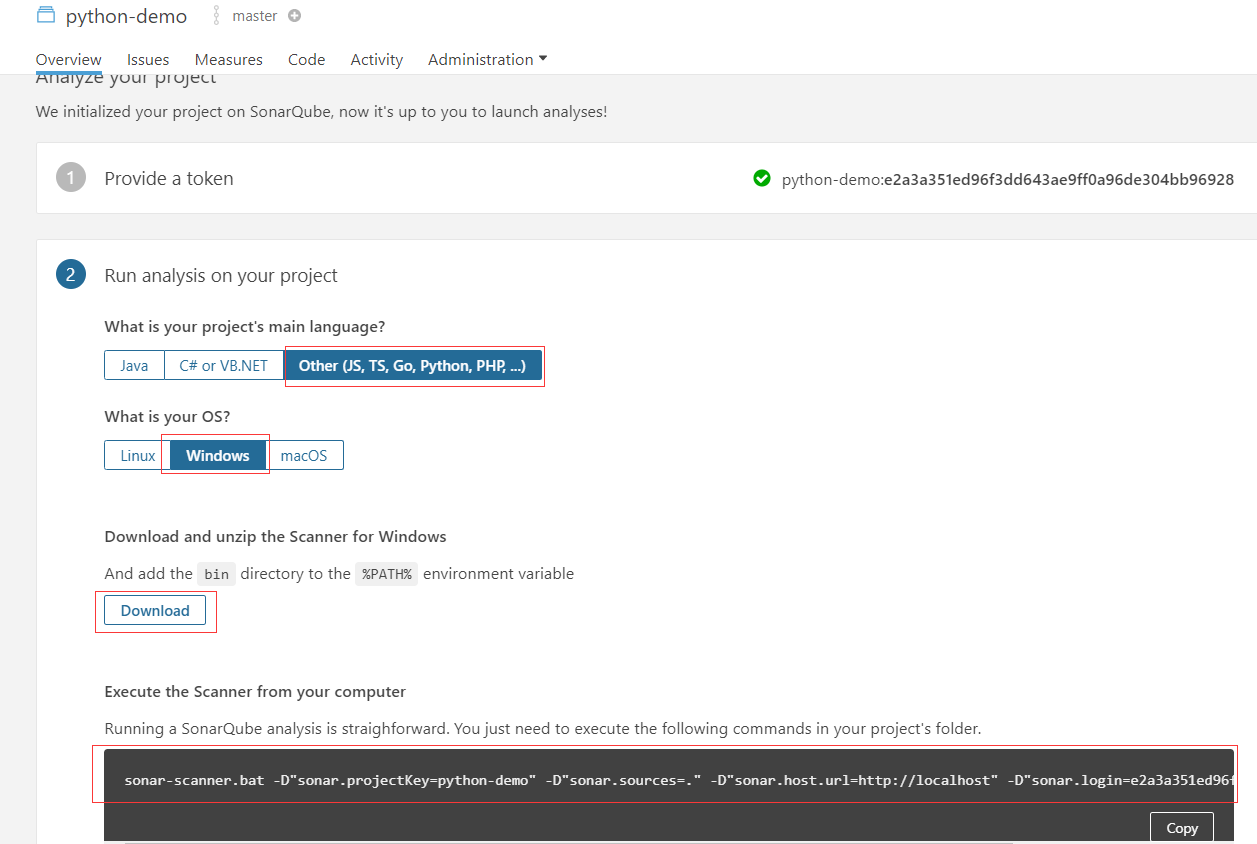 python-demo master
Overview Issues Measures Code Activity Administration
Analyze your project
We initialized your project on SonarQube, now it's up to you to launch analyses!
1 Provide a token python-demo:e2a3a351ed96f3dd643ae9ff0a96de304bb96928
2 Run analysis on your project
What is your project's main language?
Java C# or VB.NET Other (JS, TS, Go, Python, PHP, ...)
What is your OS?
Linux Windows macOS
Download and unzip the Scanner for Windows
And add the bin directory to the %PATH% environment variable
Download
Execute the Scanner from your computer
Running a SonarQube analysis is straighforward. You just need to execute the following commands in your project's folder.
sonar-scanner.bat -D"sonar.projectKey=python-demo" -D"sonar.sources=." -D"sonar.host.url=http://localhost" -D"sonar.login=e2a3a351ed96f
Copy